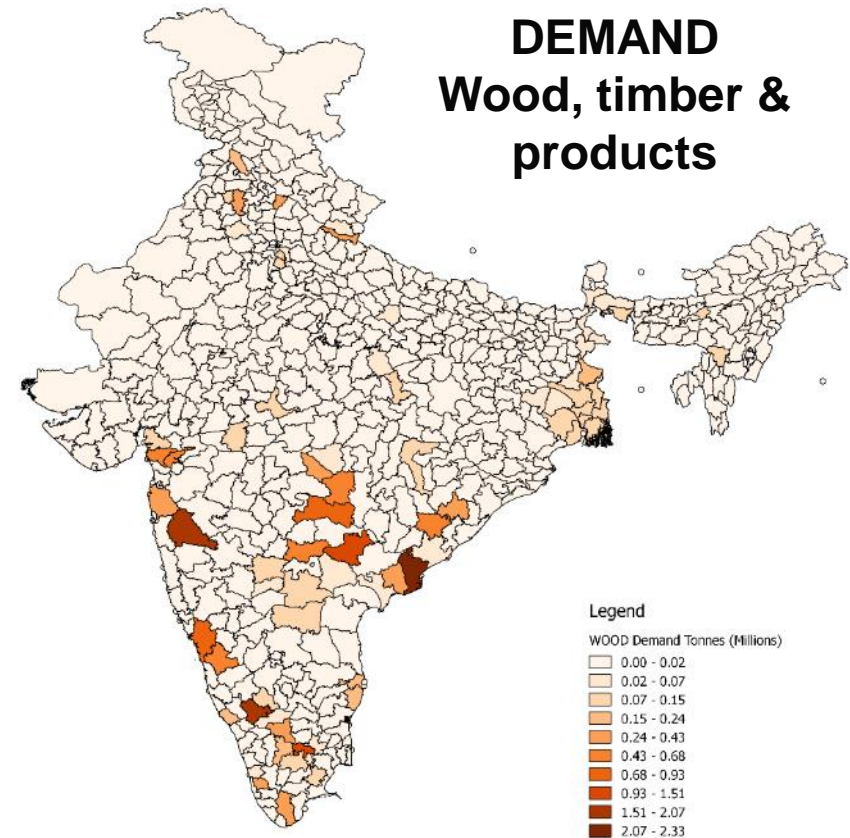 DEMAND
Wood, timber &
products
Legend
WOOD Demand Tonnes (Millions)
0.00 - 0.02
0.02 - 0.07
0.07 - 0.15
0.15 - 0.24
0.24 - 0.43
0.43 - 0.68
0.68 - 0.93
0.93 - 1.51
1.51 - 2.07
2.07 - 2.33